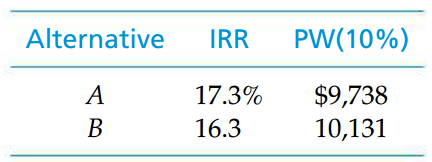 Alternative IRR PW(10%)
A 17.3% $9,738
B 16.3 10,131